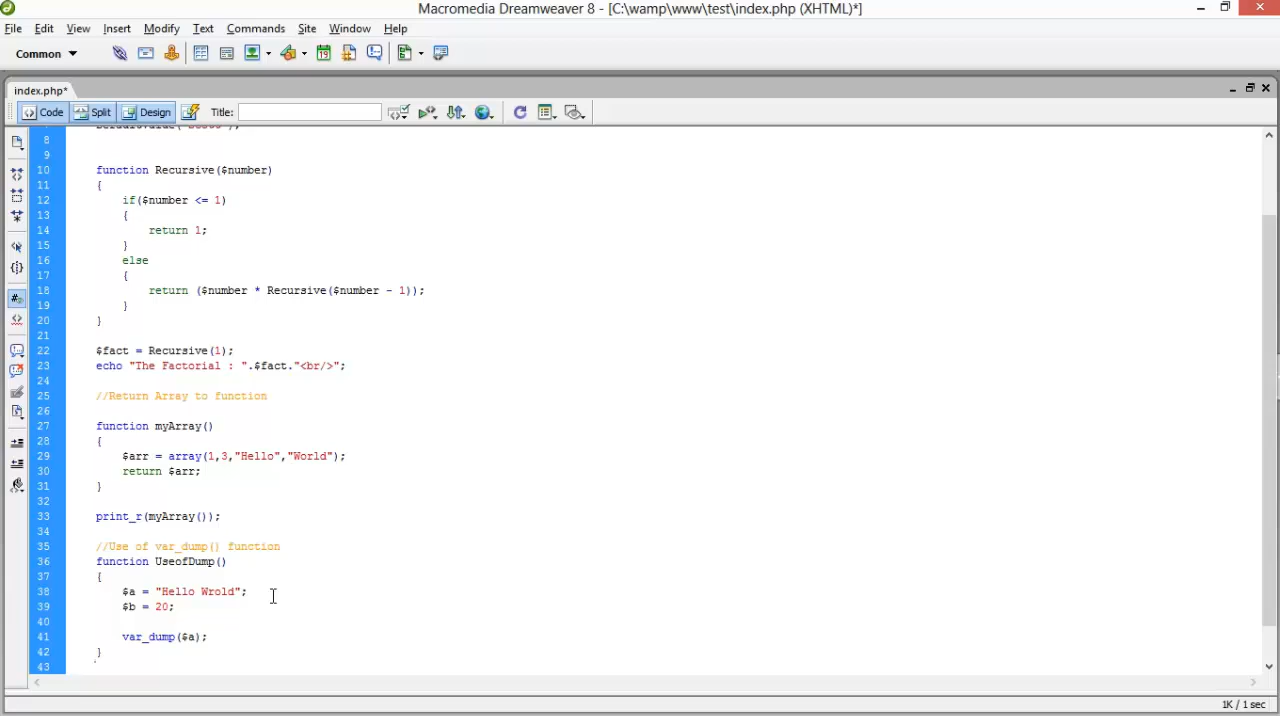 Macromedia Dreamweaver 8 - [C:\wamp\www\test\index.php (XHTML)*]
File Edit View Insert Modify Text Commands Site Window Help
Common
index.php*
Code Split Design Title:
8
9
10 function Recursive($number)
11 {
12 if($number <= 1)
13 {
14 return 1;
15 }
16 else
17 {
18 return ($number * Recursive($number - 1));
19 }
20 }
21
22 $fact = Recursive(1);
23 echo "The Factorial : ".$fact."<br/>";
24
25 //Return Array to function
26
27 function myArray()
28 {
29 $arr = array(1,3,"Hello","World");
30 return $arr;
31 }
32
33 print_r(myArray());
34
35 //Use of var_dump() function
36 function UseofDump()
37 {
38 $a = "Hello Wrold";
39 $b = 20;
40
41 var_dump($a);
42 }
43
1K / 1 sec